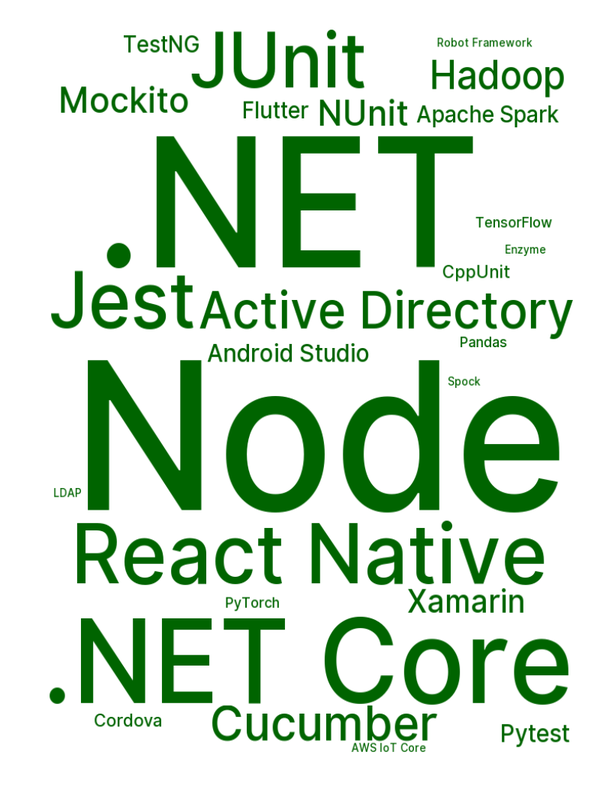 TestNG
JUnit
Robot Framework
Hadoop
Mockito
Flutter
NUnit
Apache Spark
.NET
TensorFlow
Enzyme
CppUnit
Jest
Active Directory
Pandas
Android Studio
Spock
Node
LDAP
React Native
PyTorch
Xamarin
.NET Core
Cordova
Cucumber
Pytest
AWS IoT Core